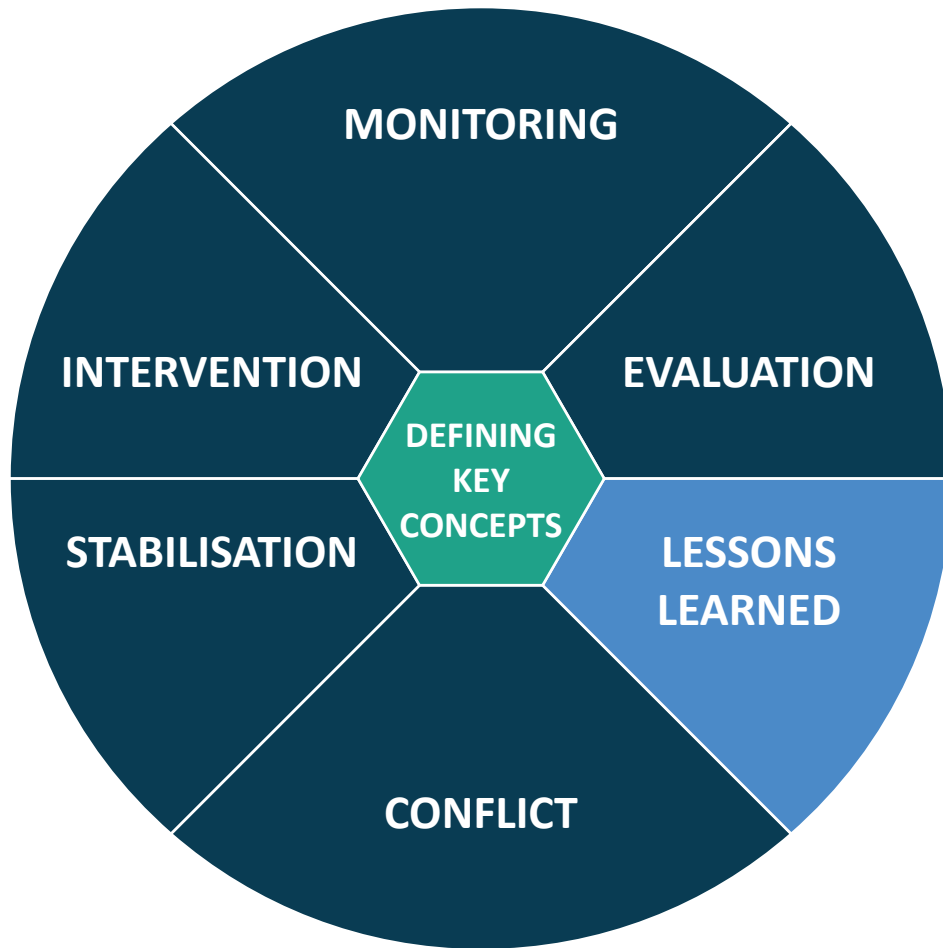 MONITORING
EVALUATION
LESSONS
LEARNED
CONFLICT
STABILISATION
INTERVENTION
DEFINING
KEY
CONCEPTS